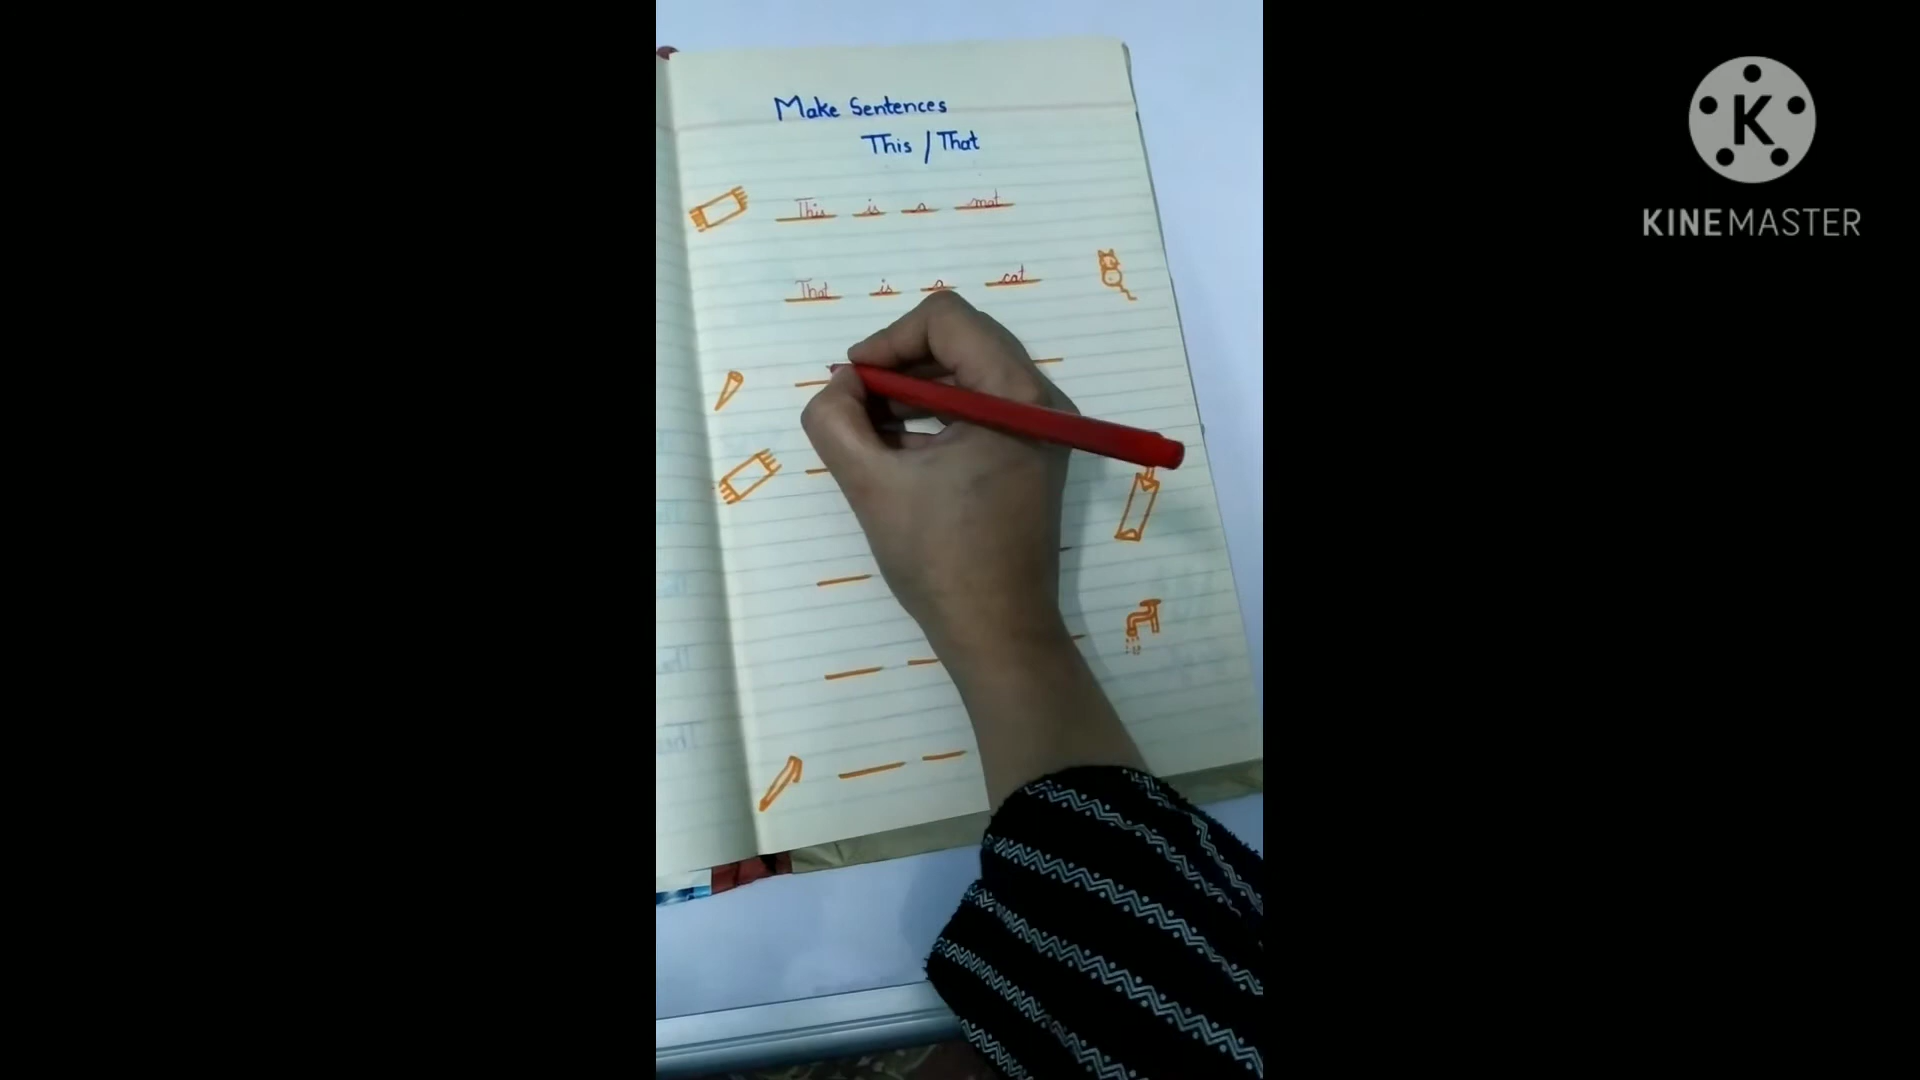 Make Sentences
This / That
This is a mat
That is a cat
K
KINEMASTER